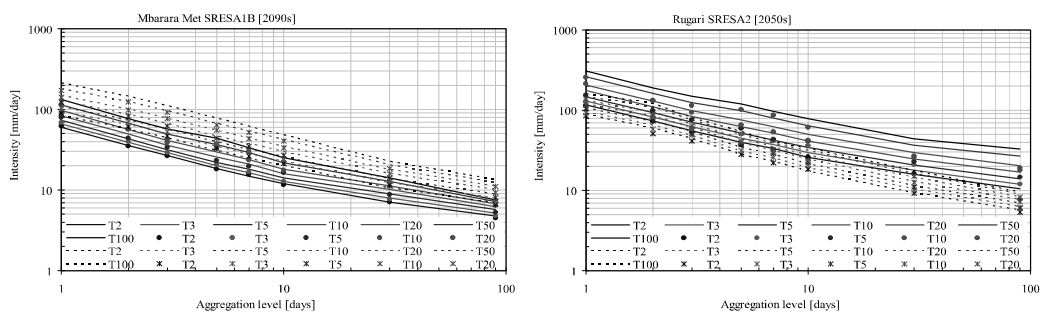 Mbarara Met SRESA1B [2090s]
1000
100
10
1
Intensity [mm/day]
T2 T3 T5 T10 T20 T50
T100 T2 T3 T5 T10 T20
T2 T3 T5 T10 T20 T50
T100 T2 T3 T5 T10 T20
1 10 100
Aggregation level [days]
Rugari SRESA2 [2050s]
1000
100
10
1
Intensity [mm/day]
T2 T3 T5 T10 T20 T50
T100 T2 T3 T5 T10 T20
T2 T3 T5 T10 T20 T50
T100 T2 T3 T5 T10 T20
1 10 100
Aggregation level [days]